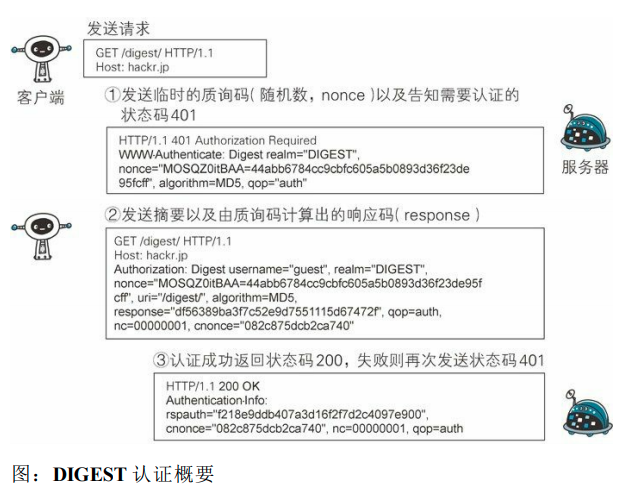 发送请求
GET /digest/ HTTP/1.1
Host: hackr.jp
客户端
①发送临时的质询码(随机数，nonce)以及告知需要认证的
状态码401
HTTP/1.1 401 Authorization Required
WWW-Authenticate: Digest realm="DIGEST",
nonce="MOSQZ0itBAA=44abb6784cc9cbfc605a5b0893d36f23de
95fcff", algorithm=MD5, qop="auth"
服务器
②发送摘要以及由质询码计算出的响应码(response)
GET /digest/ HTTP/1.1
Host: hackr.jp
Authorization: Digest username="guest", realm="DIGEST",
nonce="MOSQZ0itBAA=44abb6784cc9cbfc605a5b0893d36f23de95f
cff", uri="/digest/", algorithm=MD5,
response="df56389ba3f7c52e9d7551115d67472f", qop=auth,
nc=00000001, cnonce="082c875dcb2ca740"
③认证成功返回状态码200，失败则再次发送状态码401
HTTP/1.1 200 OK
Authentication-Info:
rspauth="f218e9ddb407a3d16f2f7d2c4097e900",
cnonce="082c875dcb2ca740", nc=00000001, qop=auth
图：DIGEST 认证概要